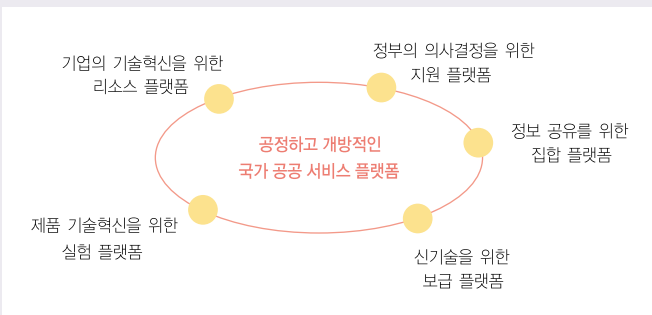 기업의 기술혁신을 위한
리소스 플랫폼
정부의 의사결정을 위한
지원 플랫폼
공정하고 개방적인
국가 공공 서비스 플랫폼
정보 공유를 위한
집합 플랫폼
제품 기술혁신을 위한
실험 플랫폼
신기술을 위한
보급 플랫폼